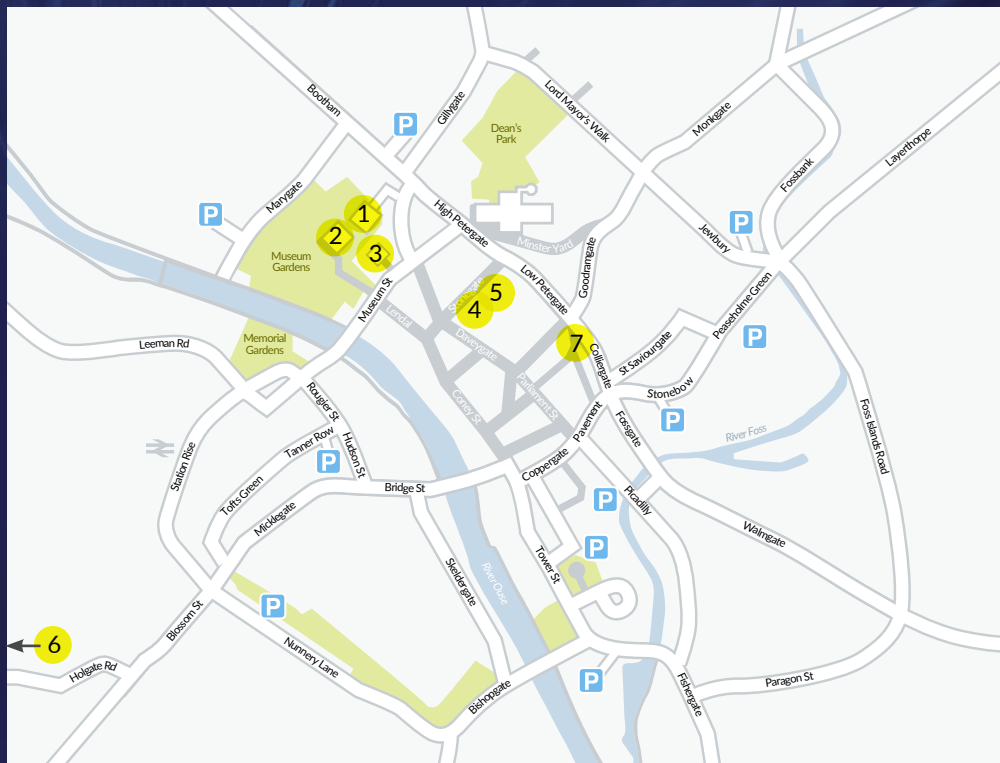 Bootham
P
Gillygate
Lord Mayor's Walk
Monkgate
Dean's
Park
Fossbank
Layerthorpe
Marygate
P
1
2
3
Museum
Gardens
High Petergate
Minster Yard
Goodramgate
Jewbury
P
Museum St
Lendal
Low Petergate
Peaseholme Green
5
4
Davygate
7
Colliergate
St Saviourgate
P
Leeman Rd
Memorial
Gardens
Rougier St
Coney St
Parliament St
Stonebow
P
Pavement
Fossgate
River Foss
Foss Islands Road
Station Rise
Tanner Row
P
Hudson St
Tofts Green
Micklegate
Bridge St
Coppergate
P
Picadilly
Walmgate
P
Tower St
Skeldergate
River Ouse
P
Blossom St
6
Holgate Rd
Nunnery Lane
Bishopgate
P
Fishergate
Paragon St